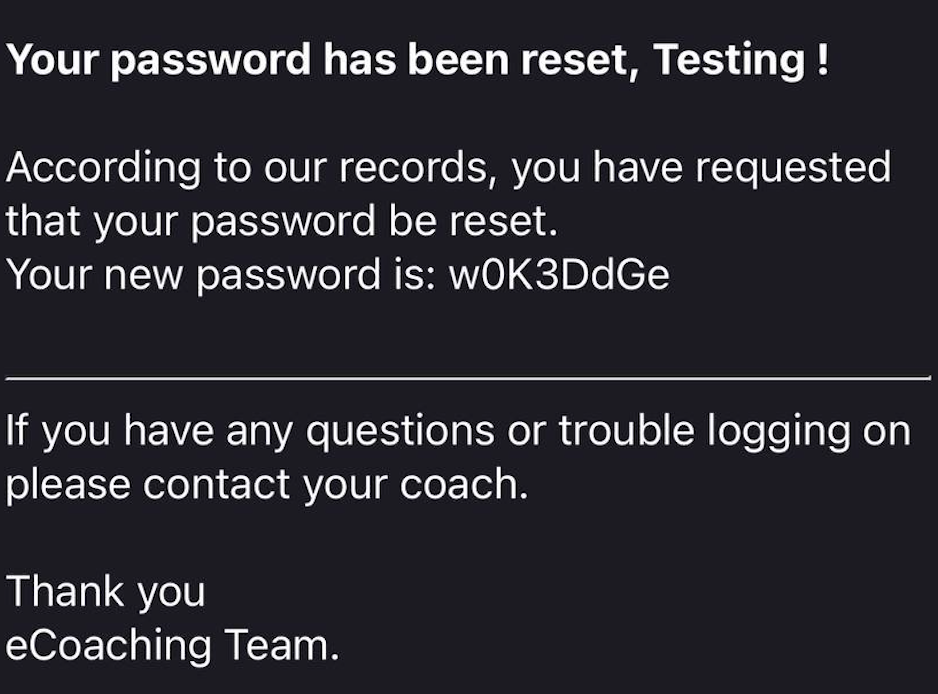 Your password has been reset, Testing !
According to our records, you have requested
that your password be reset.
Your new password is: w0K3DdGe
If you have any questions or trouble logging on
please contact your coach.
Thank you
eCoaching Team.